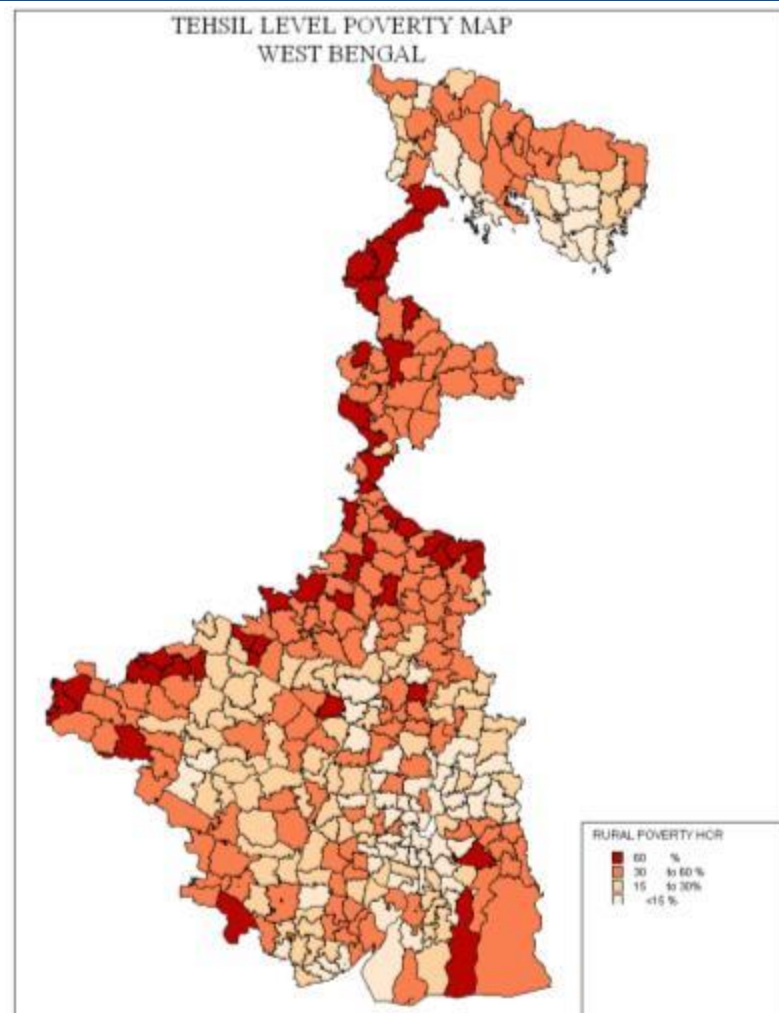 TEHSIL LEVEL POVERTY MAP
WEST BENGAL
RURAL POVERTY HCR
60 %
30 to 60 %
15 to 30%
<15 %